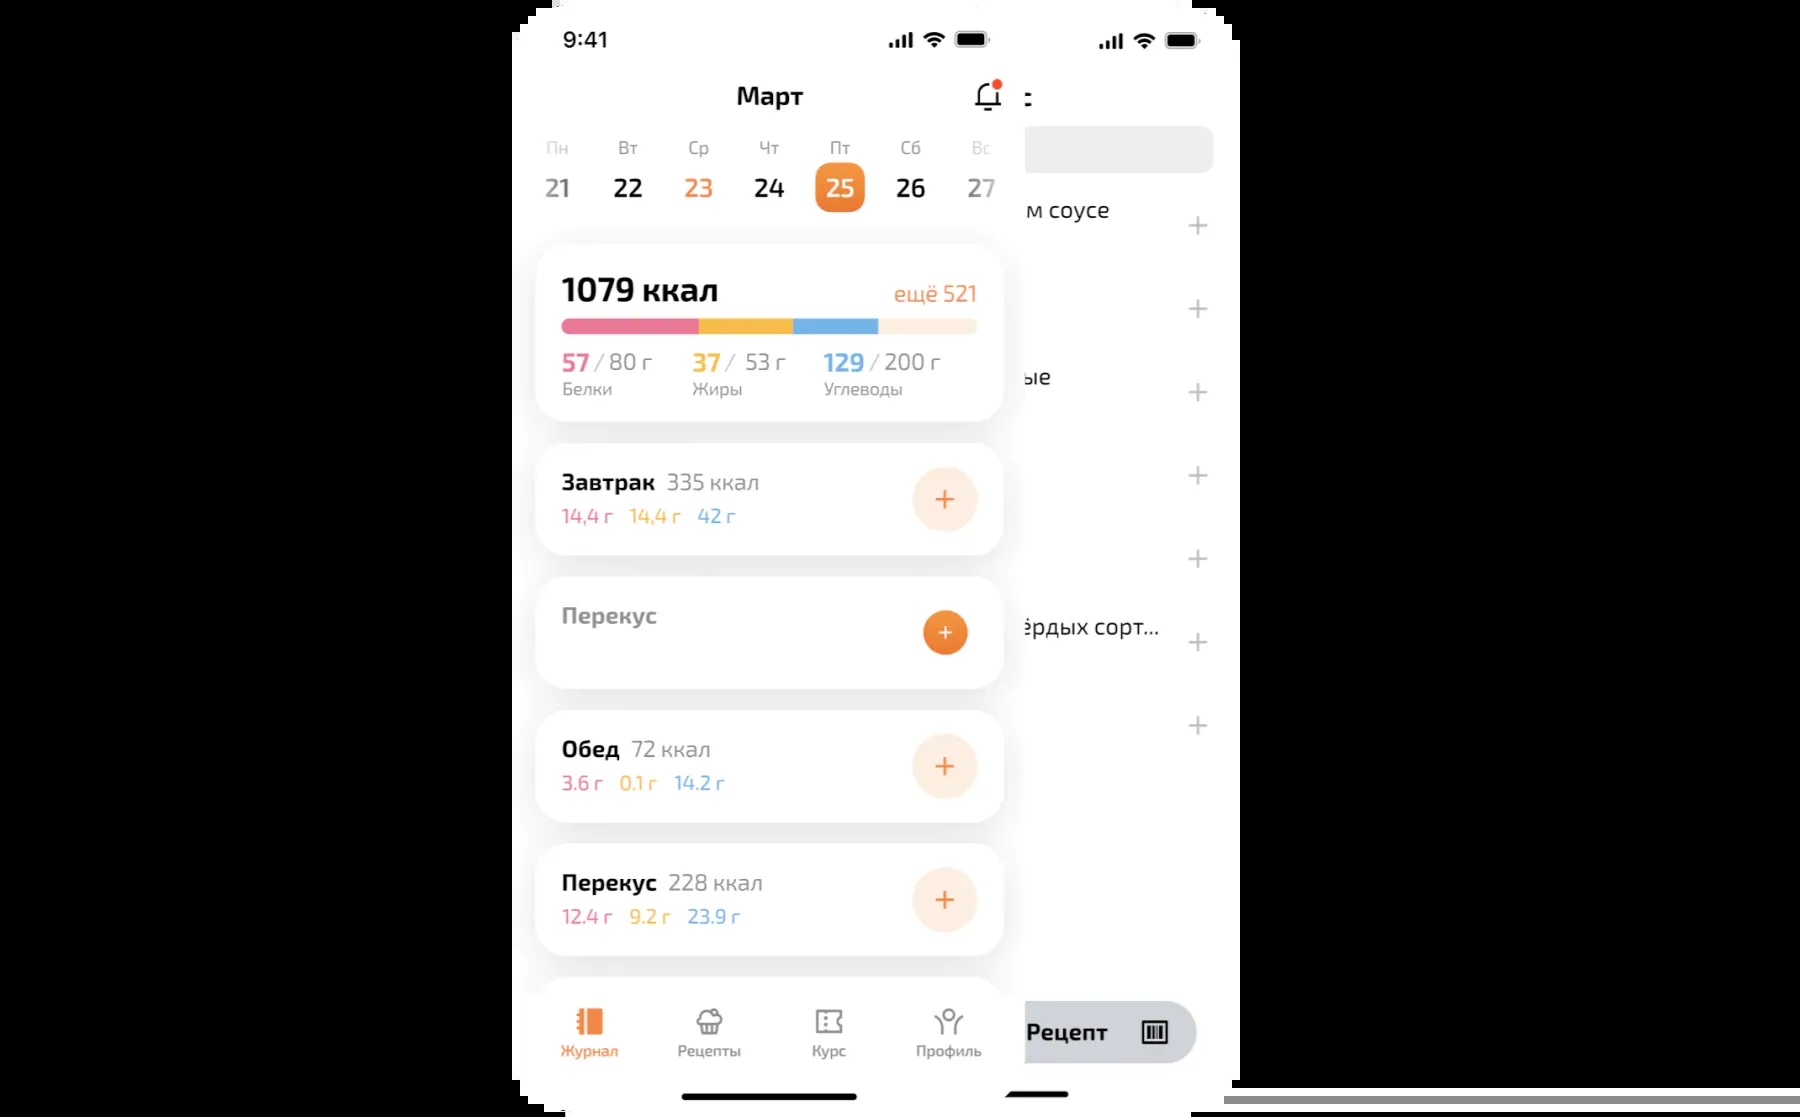 9:41
Март
Пн Вт Ср Чт Пт Сб Вс
21 22 23 24 25 26 27
1079 ккал ещё 521
57 / 80 г 37 / 53 г 129 / 200 г
Белки Жиры Углеводы
Завтрак 335 ккал
14,4 г 14,4 г 42 г
Перекус
Обед 72 ккал
3.6 г 0.1 г 14.2 г
Перекус 228 ккал
12.4 г 9.2 г 23.9 г
Журнал Рецепты Курс Профиль
м соусе
ые
ёрдых сорт...
Рецепт